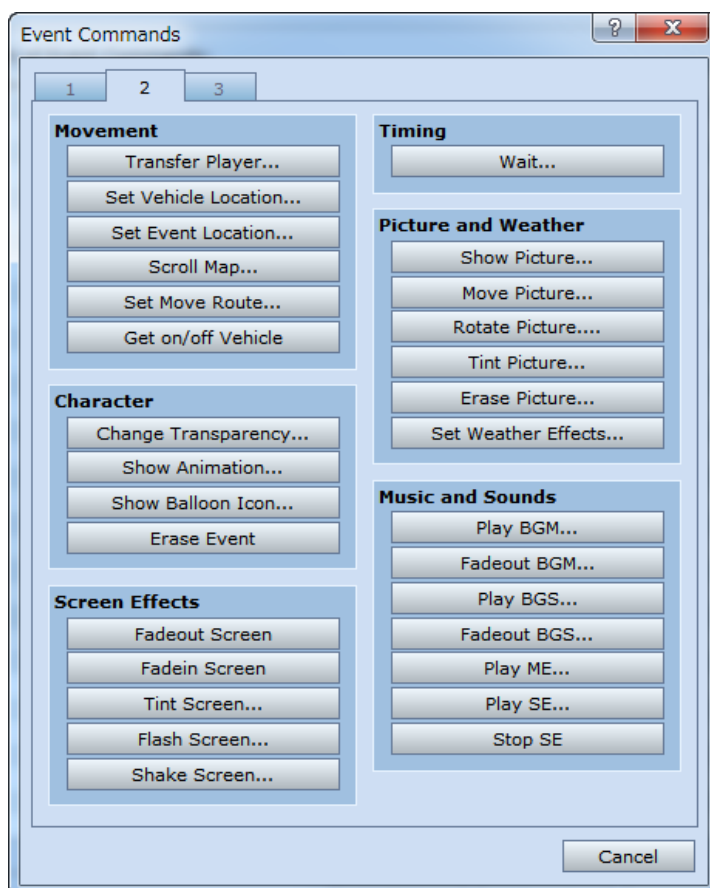 Event Commands
1 2 3
Movement
Transfer Player...
Set Vehicle Location...
Set Event Location...
Scroll Map...
Set Move Route...
Get on/off Vehicle
Character
Change Transparency...
Show Animation...
Show Balloon Icon...
Erase Event
Screen Effects
Fadeout Screen
Fadein Screen
Tint Screen...
Flash Screen...
Shake Screen...
Timing
Wait...
Picture and Weather
Show Picture...
Move Picture...
Rotate Picture....
Tint Picture...
Erase Picture...
Set Weather Effects...
Music and Sounds
Play BGM...
Fadeout BGM...
Play BGS...
Fadeout BGS...
Play ME...
Play SE...
Stop SE
Cancel